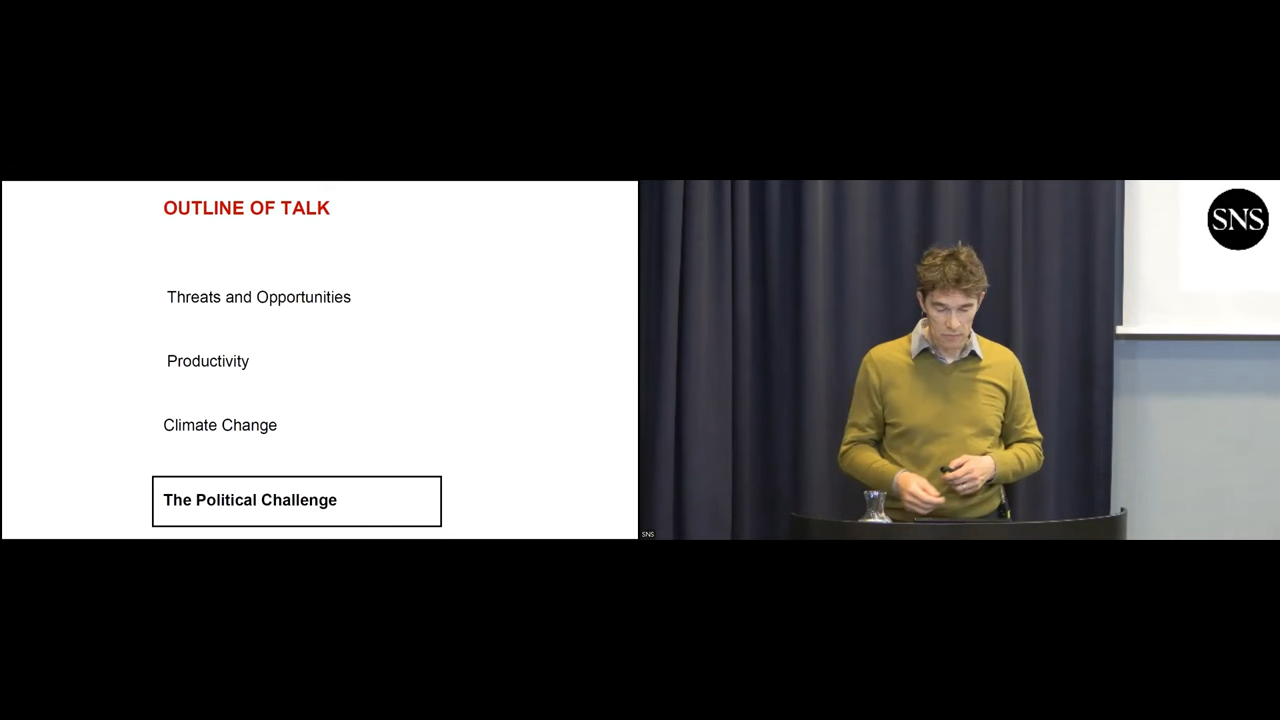 OUTLINE OF TALK
Threats and Opportunities
Productivity
Climate Change
The Political Challenge
SNS
SNS